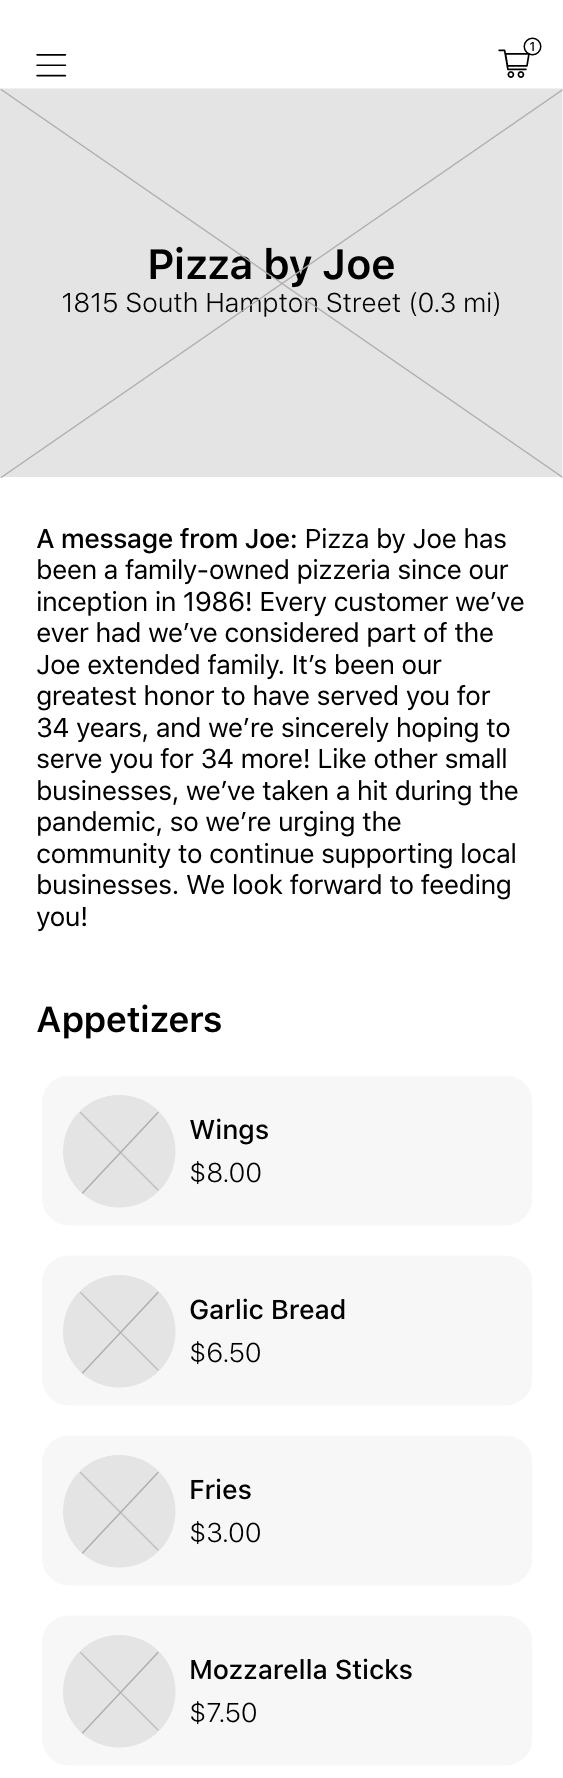 1
Pizza by Joe
1815 South Hampton Street (0.3 mi)
A message from Joe: Pizza by Joe has
been a family-owned pizzeria since our
inception in 1986! Every customer we’ve
ever had we’ve considered part of the
Joe extended family. It’s been our
greatest honor to have served you for
34 years, and we’re sincerely hoping to
serve you for 34 more! Like other small
businesses, we’ve taken a hit during the
pandemic, so we’re urging the
community to continue supporting local
businesses. We look forward to feeding
you!
Appetizers
Wings
$8.00
Garlic Bread
$6.50
Fries
$3.00
Mozzarella Sticks
$7.50